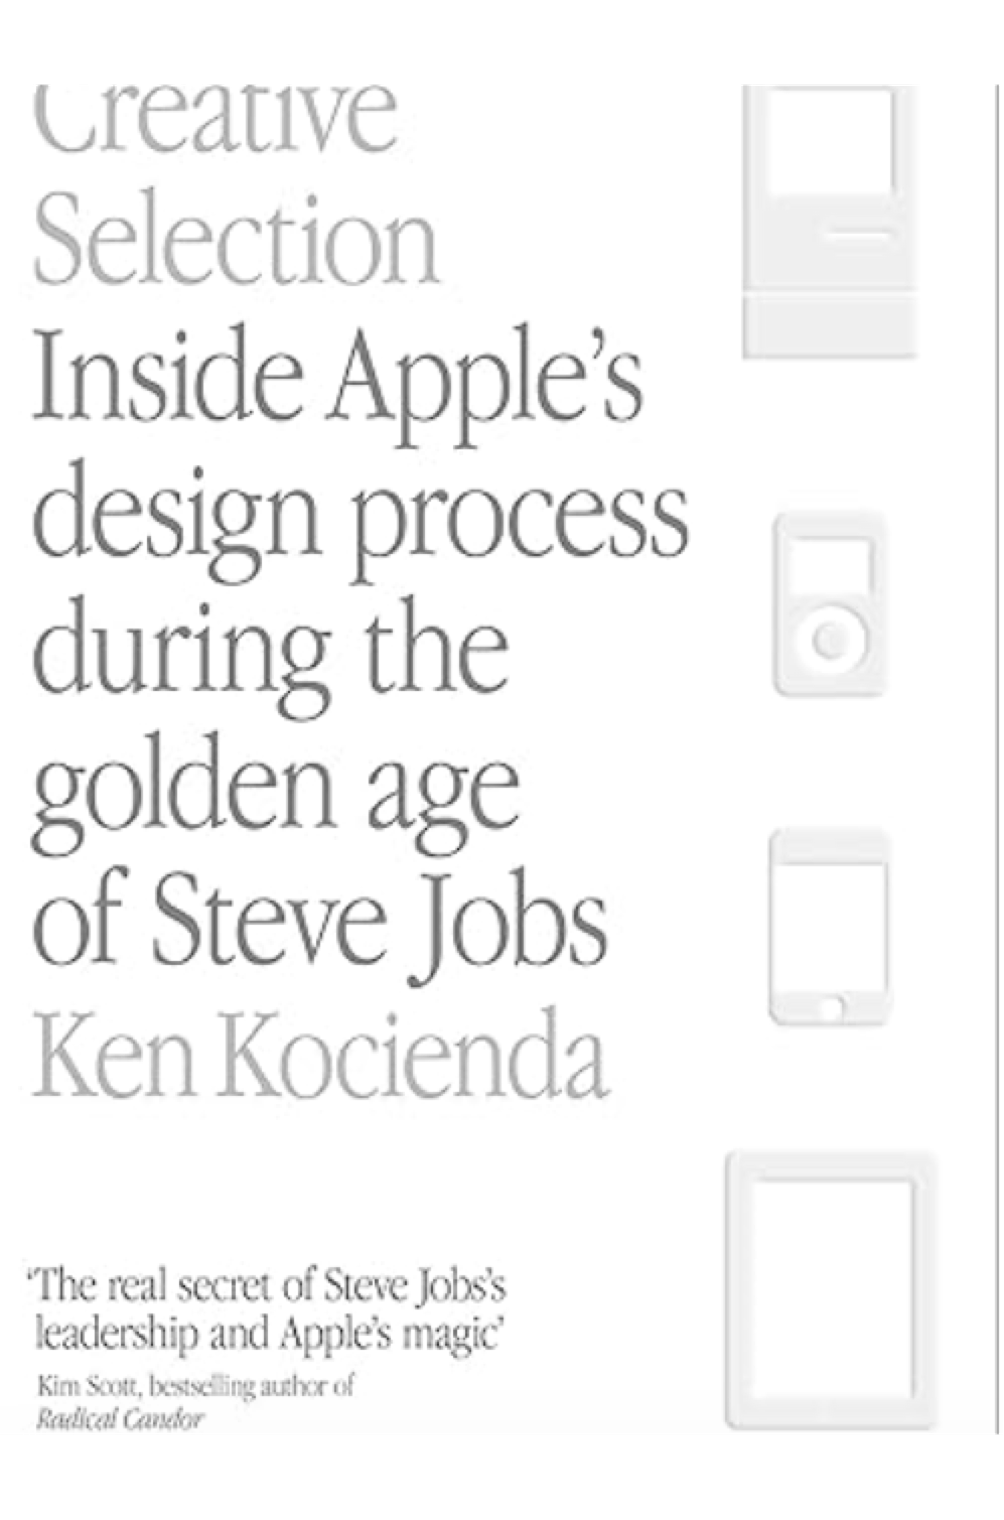 Creative
Selection
Inside Apple’s
design process
during the
golden age
of Steve Jobs
Ken Kocienda
‘The real secret of Steve Jobs’s
leadership and Apple’s magic’
Kim Scott, bestselling author of
Radical Candor